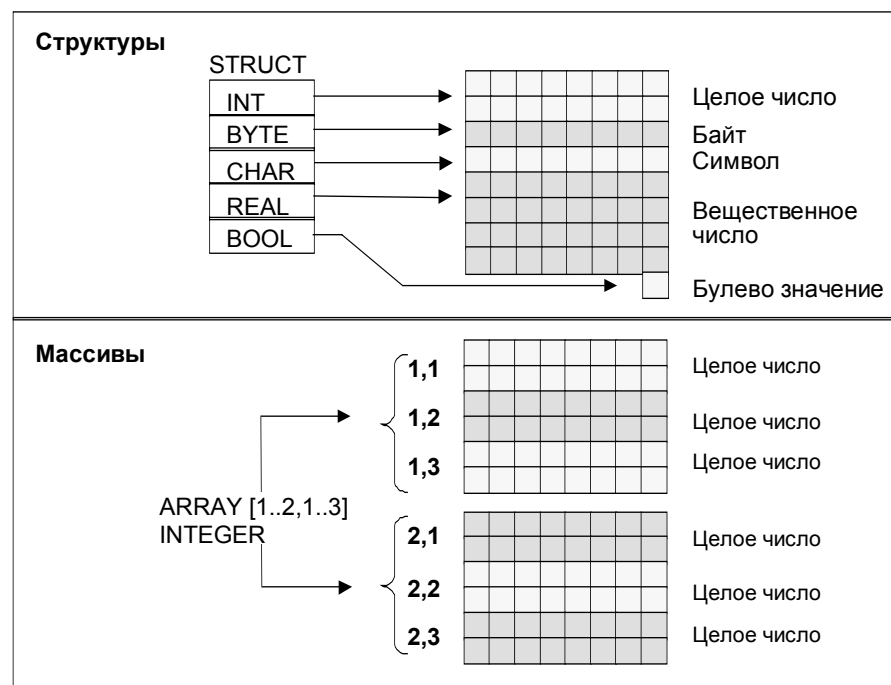 Структуры
STRUCT
INT
BYTE
CHAR
REAL
BOOL
Целое число
Байт
Символ
Вещественное
число
Булево значение
Массивы
ARRAY [1..2,1..3]
INTEGER
1,1
Целое число
1,2
Целое число
1,3
Целое число
2,1
Целое число
2,2
Целое число
2,3
Целое число